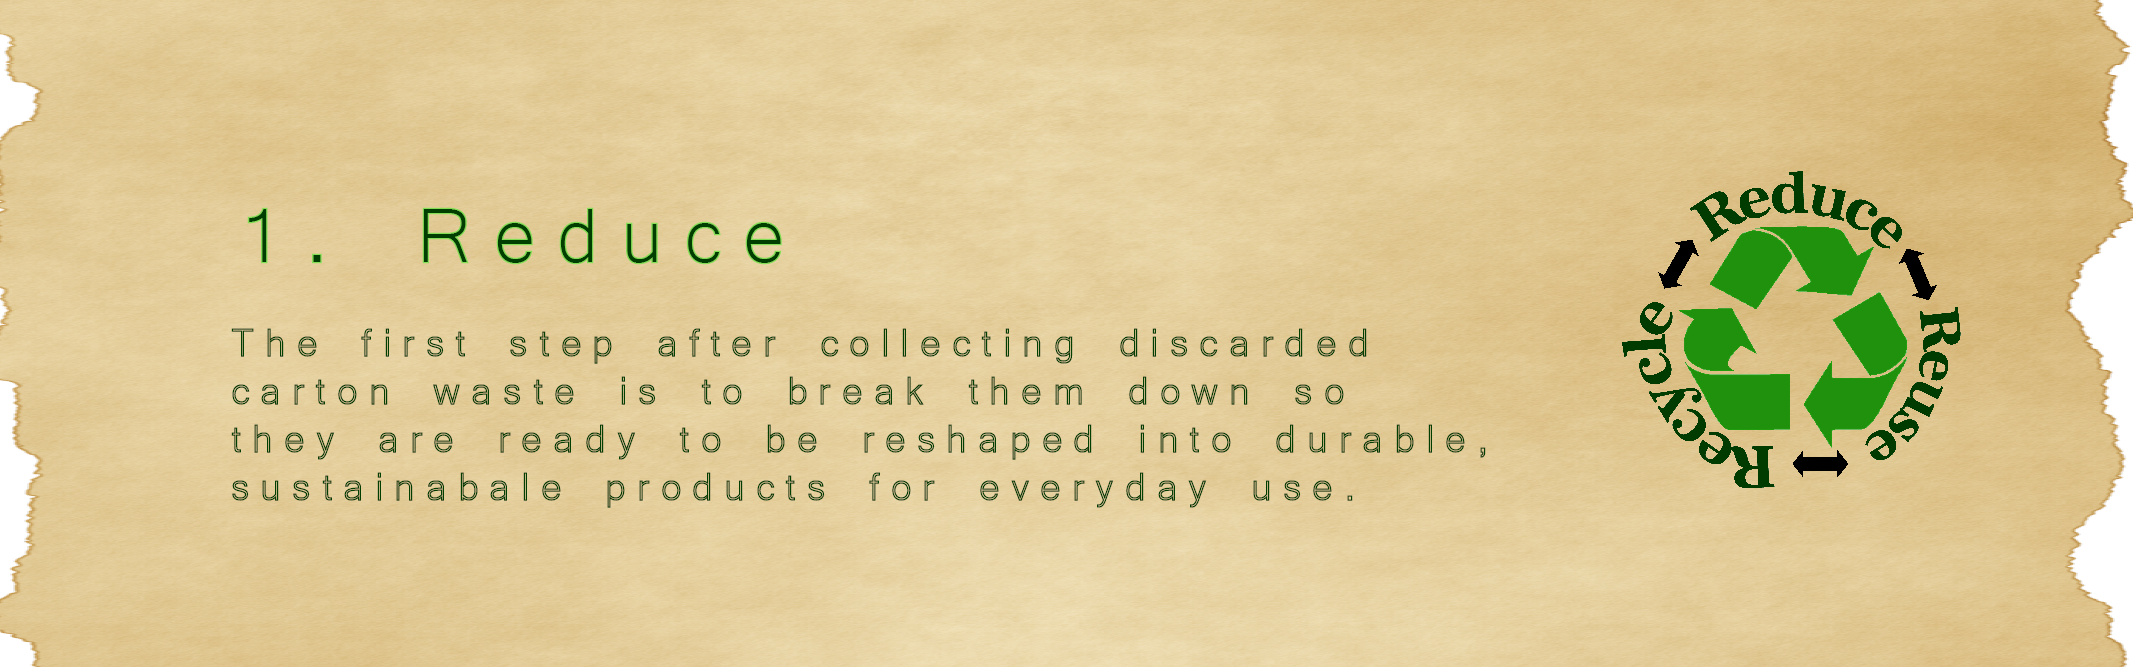 1. Reduce
The first step after collecting discarded
carton waste is to break them down so
they are ready to be reshaped into durable,
sustainabale products for everyday use.
Reduce
Reuse
Recycle